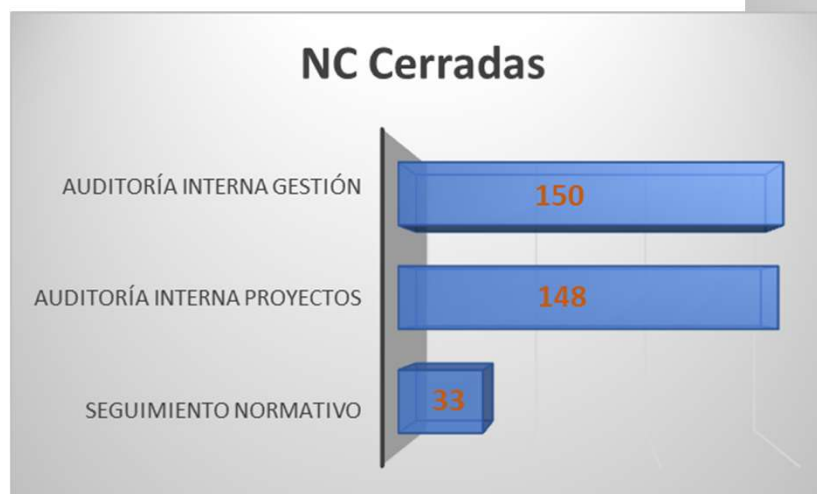 NC Cerradas
AUDITORÍA INTERNA GESTIÓN
150
AUDITORÍA INTERNA PROYECTOS
148
SEGUIMIENTO NORMATIVO
33